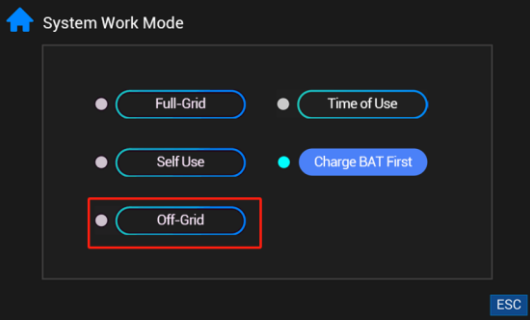 System Work Mode
Full-Grid
Time of Use
Self Use
Charge BAT First
Off-Grid
ESC